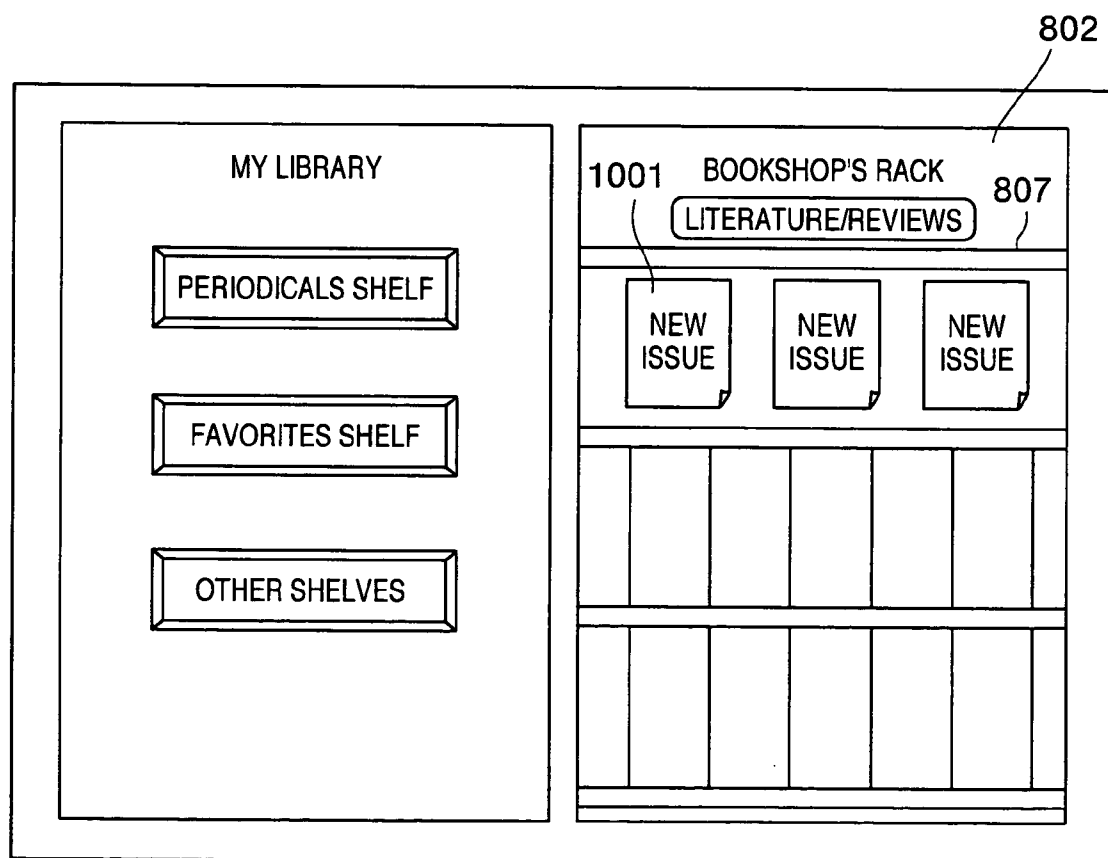 802
MY LIBRARY
PERIODICALS SHELF
FAVORITES SHELF
OTHER SHELVES
1001
BOOKSHOP'S RACK
807
LITERATURE/REVIEWS
NEW
ISSUE
NEW
ISSUE
NEW
ISSUE